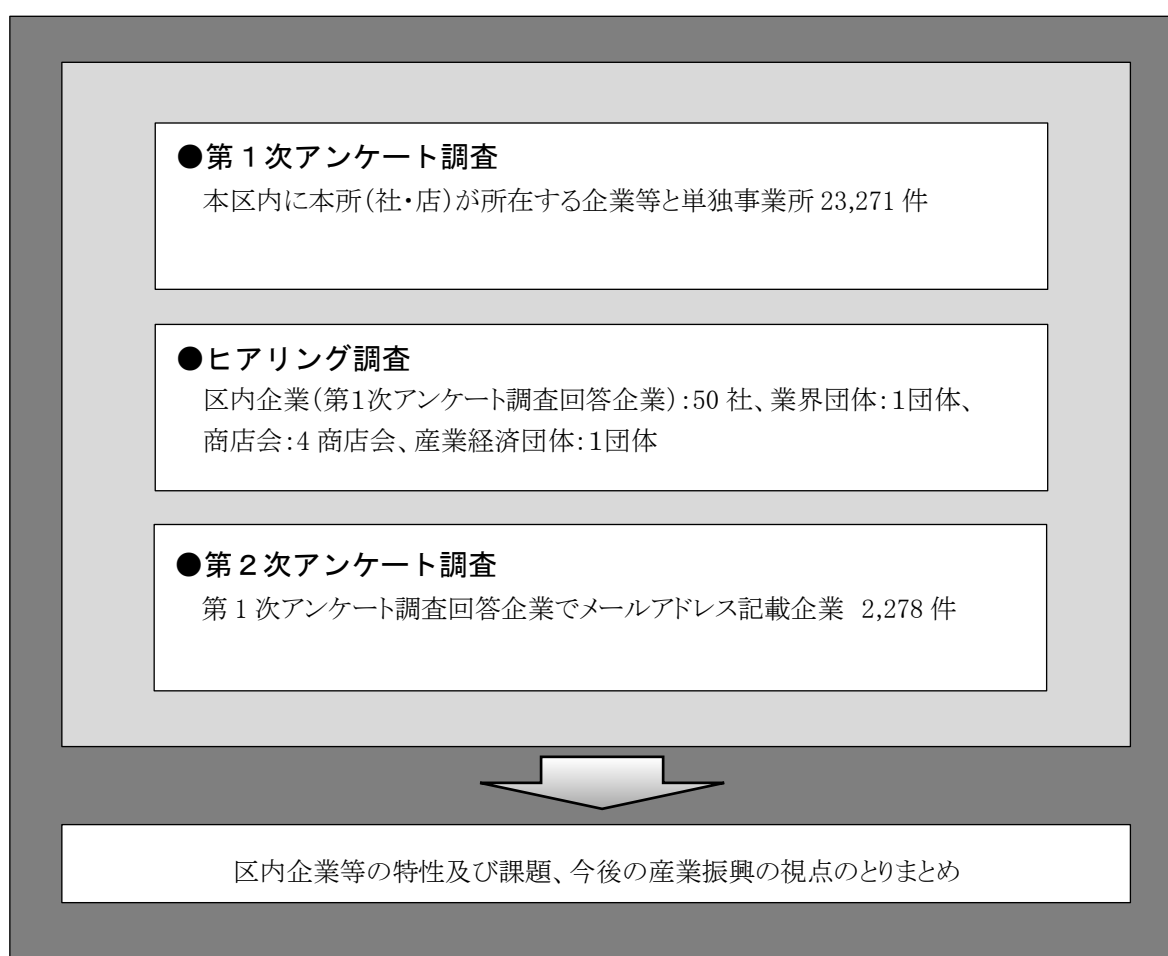 ●第1次アンケート調査
本区内に本所(社・店)が所在する企業等と単独事業所 23,271 件
●ヒアリング調査
区内企業(第1次アンケート調査回答企業):50 社、業界団体:1団体、
商店会:4 商店会、産業経済団体:1団体
●第2次アンケート調査
第 1 次アンケート調査回答企業でメールアドレス記載企業 2,278 件
区内企業等の特性及び課題、今後の産業振興の視点のとりまとめ